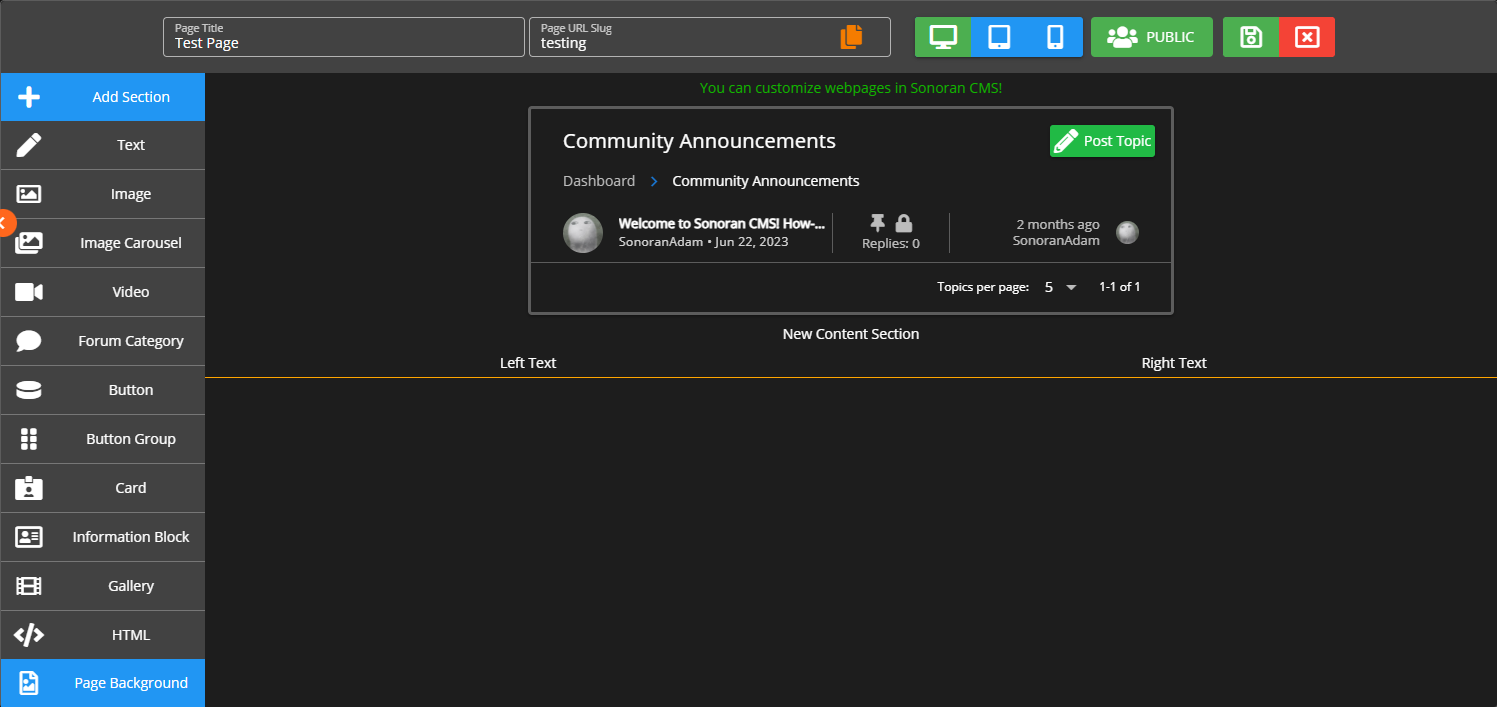 Page Title
Test Page
Page URL Slug
testing
PUBLIC
Add Section
Text
Image
Image Carousel
Video
Forum Category
Button
Button Group
Card
Information Block
Gallery
HTML
Page Background
You can customize webpages in Sonoran CMS!
Community Announcements
Post Topic
Dashboard > Community Announcements
Welcome to Sonoran CMS! How-...
SonoranAdam • Jun 22, 2023
Replies: 0
2 months ago
SonoranAdam
Topics per page: 5 1-1 of 1
New Content Section
Left Text
Right Text